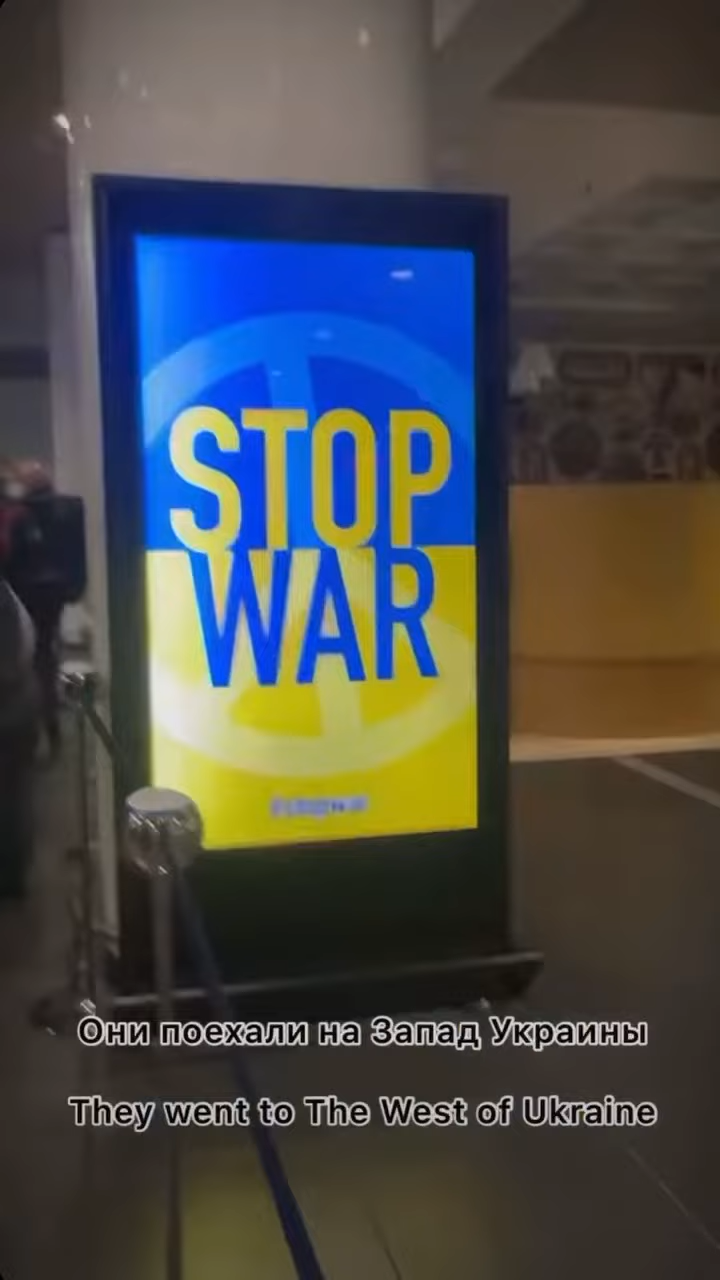 STOP
WAR
Они поехали на Запад Украины
They went to The West of Ukraine